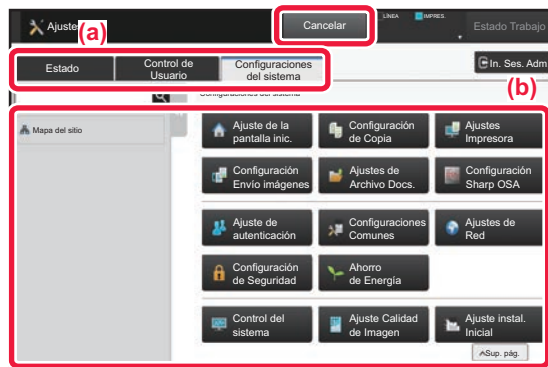 Ajustes
(a)
Cancelar
LÍNEA
IMPRES.
Estado Trabajo
Estado
Control de
Usuario
Configuraciones
del sistema
In. Ses. Adm
(b)
Configuraciones del sistema
Mapa del sitio
Ajuste de la
pantalla inic.
Configuración
de Copia
Ajustes
Impresora
Configuración
Envío imágenes
Ajustes de
Archivo Docs.
Configuración
Sharp OSA
Ajuste de
autenticación
Configuraciones
Comunes
Ajustes de
Red
Configuración
de Seguridad
Ahorro
de Energía
Control del
sistema
Ajuste Calidad
de Imagen
Ajuste instal.
Inicial
Sup. pág.